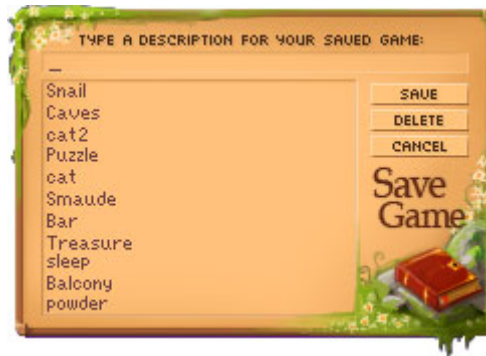 TYPE A DESCRIPTION FOR YOUR SAVED GAME:
_
Snail
Caves
cat2
Puzzle
cat
Smaude
Bar
Treasure
sleep
Balcony
powder
SAVE
DELETE
CANCEL
Save
Game